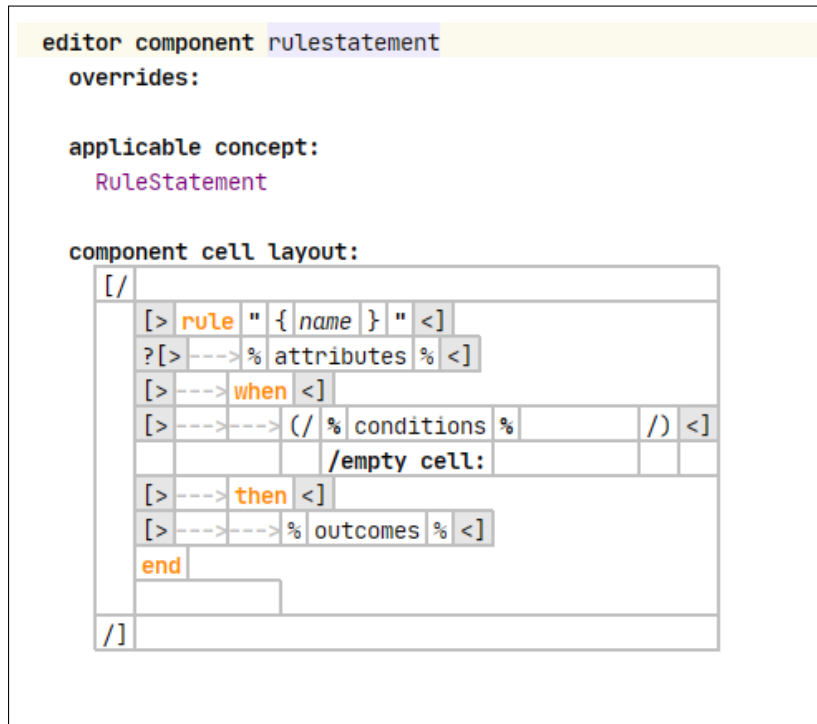 editor component rulestatement
overrides:
applicable concept:
RuleStatement
component cell layout:
[/
[> rule " { name } " <]
?[> ---> % attributes % <]
[> ---> when <]
[> --->---> (/ % conditions % /) <]
/empty cell:
[> ---> then <]
[> --->---> % outcomes % <]
end
/]